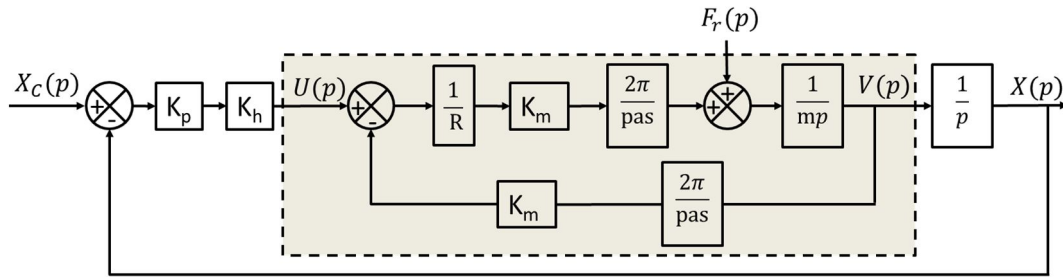 F_r(p)
X_C(p)
+
-
K_p
K_h
U(p)
+
-
1/R
K_m
2π/pas
+
+
1/mp
V(p)
1/p
X(p)
K_m
2π/pas